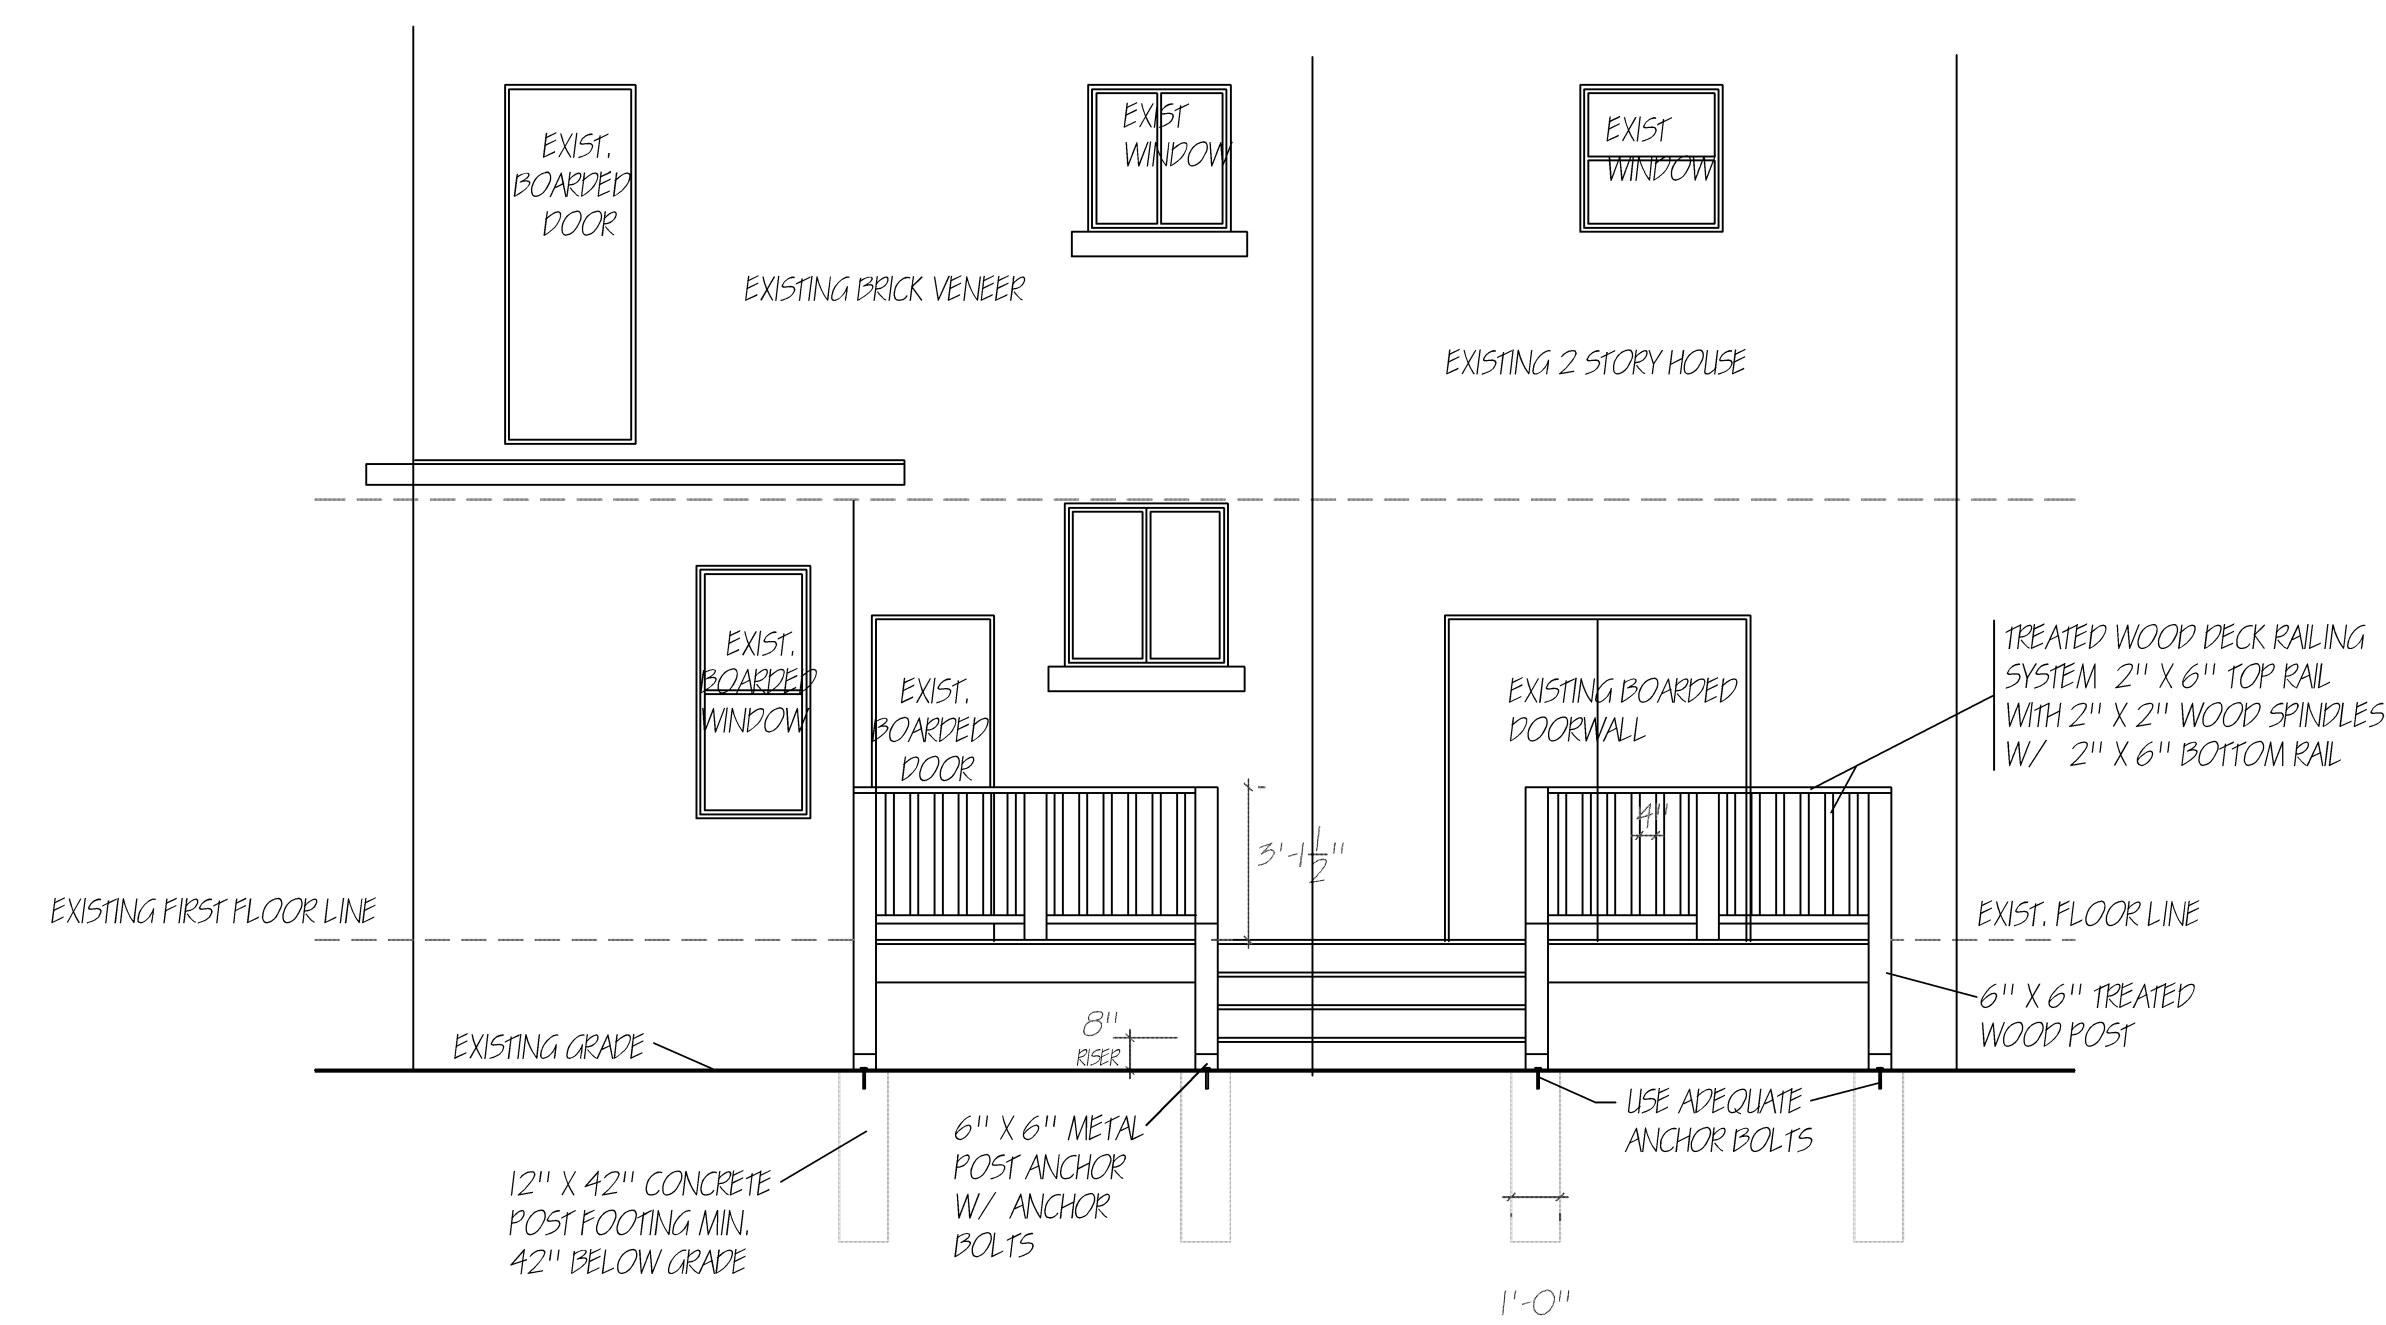 EXIST.
BOARDED
DOOR
EXIST
WINDOW
EXIST
WINDOW
EXISTING BRICK VENEER
EXISTING 2 STORY HOUSE
EXIST.
BOARDED
WINDOW
EXIST.
BOARDED
DOOR
EXISTING BOARDED
DOORWALL
TREATED WOOD DECK RAILING
SYSTEM 2" X 6" TOP RAIL
WITH 2" X 2" WOOD SPINDLES
W/ 2" X 6" BOTTOM RAIL
4"
3'-1 1/2"
EXISTING FIRST FLOOR LINE
EXIST. FLOOR LINE
6" X 6" TREATED
WOOD POST
8"
RISER
EXISTING GRADE
USE ADEQUATE
ANCHOR BOLTS
6" X 6" METAL
POST ANCHOR
W/ ANCHOR
BOLTS
12" X 42" CONCRETE
POST FOOTING MIN.
42" BELOW GRADE
1'-0"